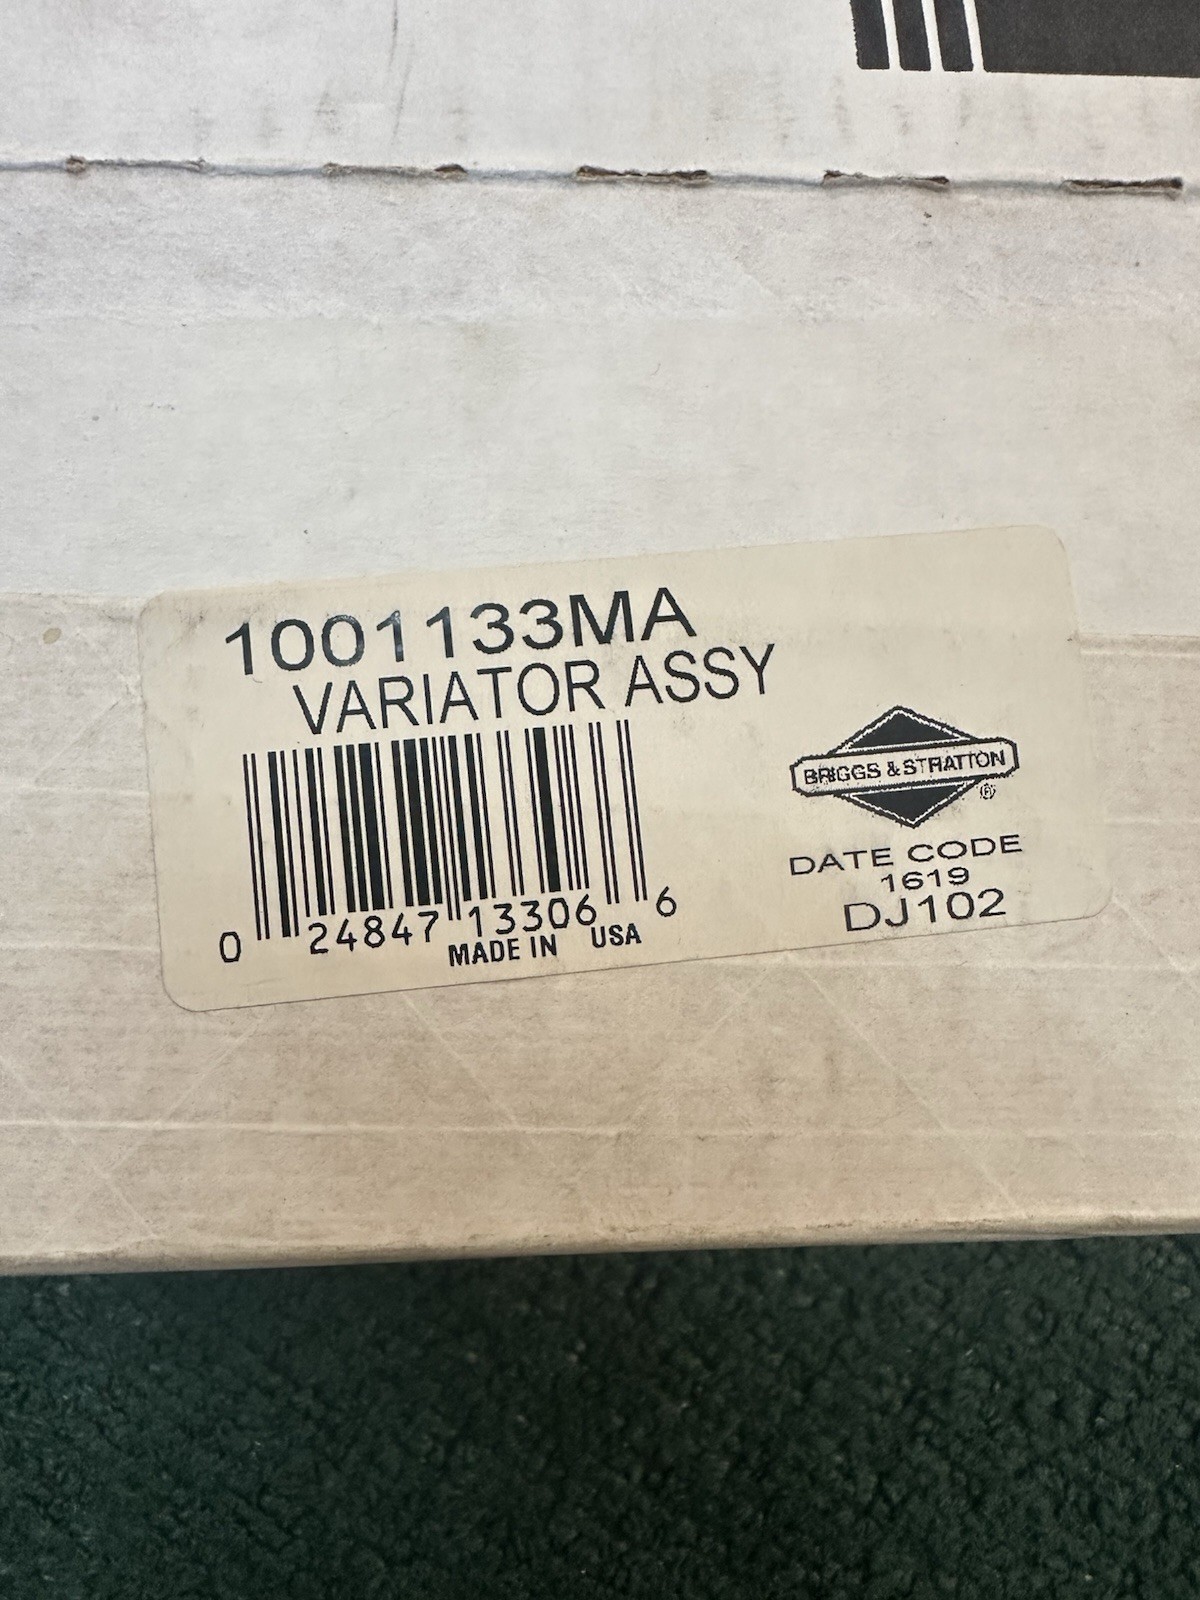 1001133MA
VARIATOR ASSY
0 24847 13306 6
MADE IN USA
BRIGGS & STRATTON
®
DATE CODE
1619
DJ102